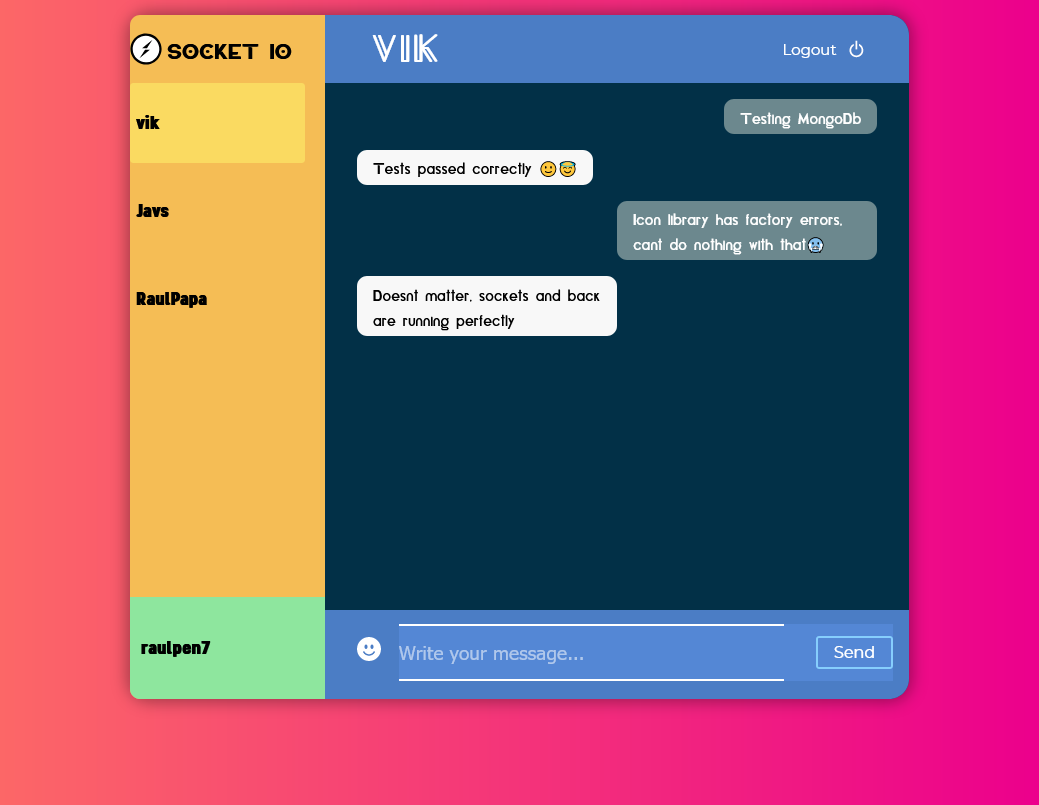 SOCKET IO
vik
Javs
RaulPapa
raulpen7
VIK
Logout
Testing MongoDb
Tests passed correctly 🙂😇
Icon library has factory errors,
cant do nothing with that🥶
Doesnt matter, sockets and back
are running perfectly
Write your message...
Send